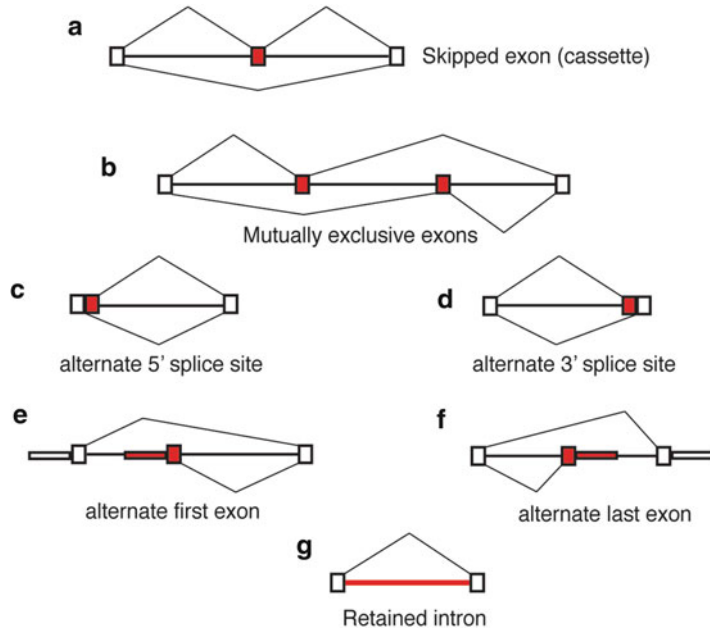 a
Skipped exon (cassette)
b
Mutually exclusive exons
c
d
alternate 5' splice site
alternate 3' splice site
e
f
alternate first exon
alternate last exon
g
Retained intron